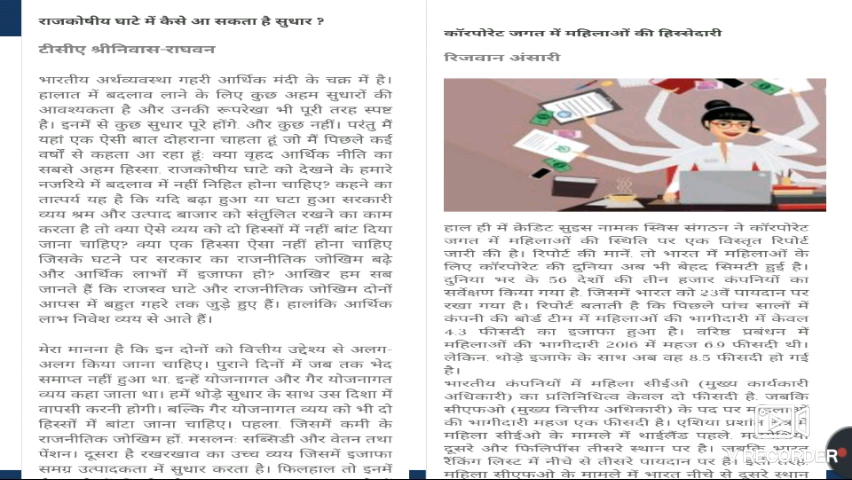 राजकोषीय घाटे में कैसे आ सकता है सुधार ?
टीसीए श्रीनिवास-राघवन
भारतीय अर्थव्यवस्था गहरी आर्थिक मंदी के चक्र में है।
हालात में बदलाव लाने के लिए कुछ अहम सुधारों की
आवश्यकता है और उनकी रूपरेखा भी पूरी तरह स्पष्ट
है। इनमें से कुछ सुधार पूरे होंगे, और कुछ नहीं। परंतु मैं
यहां एक ऐसी बात दोहराना चाहता हूं जो मैं पिछले कई
वर्षों से कहता आ रहा हूं: क्या वृहद आर्थिक नीति का
सबसे अहम हिस्सा, राजकोषीय घाटे को देखने के हमारे
नजरिये में बदलाव में नहीं निहित होना चाहिए? कहने का
तात्पर्य यह है कि यदि बढ़ा हुआ या घटा हुआ सरकारी
व्यय श्रम और उत्पाद बाजार को संतुलित रखने का काम
करता है तो क्या ऐसे व्यय को दो हिस्सों में नहीं बांट दिया
जाना चाहिए? क्या एक हिस्सा ऐसा नहीं होना चाहिए
जिसके घटने पर सरकार का राजनीतिक जोखिम बढ़े
और आर्थिक लाभों में इजाफा हो? आखिर हम सब
जानते हैं कि राजस्व घाटे और राजनीतिक जोखिम दोनों
आपस में बहुत गहरे तक जुड़े हुए हैं। हालांकि आर्थिक
लाभ निवेश व्यय से आते हैं।
मेरा मानना है कि इन दोनों को वित्तीय उद्देश्य से अलग-
अलग किया जाना चाहिए। पुराने दिनों में जब तक भेद
समाप्त नहीं हुआ था, इन्हें योजनागत और गैर योजनागत
व्यय कहा जाता था। हमें थोड़े सुधार के साथ उस दिशा में
वापसी करनी होगी। बल्कि गैर योजनागत व्यय को भी दो
हिस्सों में बांटा जाना चाहिए। पहला, जिसमें कमी के
राजनीतिक जोखिम हों, मसलन: सब्सिडी और वेतन तथा
पेंशन। दूसरा है रखरखाव का उच्च व्यय जिसमें इजाफा
समग्र उत्पादकता में सुधार करता है। फिलहाल तो इनमें
कॉरपोरेट जगत में महिलाओं की हिस्सेदारी
रिजवान अंसारी
हाल ही में क्रेडिट सुइस नामक स्विस संगठन ने कॉरपोरेट
जगत में महिलाओं की स्थिति पर एक विस्तृत रिपोर्ट
जारी की है। रिपोर्ट की मानें, तो भारत में महिलाओं के
लिए कॉरपोरेट की दुनिया अब भी बेहद सिमटी हुई है।
दुनिया भर के 56 देशों की तीन हजार कंपनियों का
सर्वेक्षण किया गया है, जिसमें भारत को 23वें पायदान पर
रखा गया है। रिपोर्ट बताती है कि पिछले पांच सालों में
कंपनी की बोर्ड टीम में महिलाओं की भागीदारी में केवल
4.3 फीसदी का इजाफा हुआ है। वरिष्ठ प्रबंधन में
महिलाओं की भागीदारी 2016 में महज 6.9 फीसदी थी।
लेकिन, थोड़े इजाफे के साथ अब वह 8.5 फीसदी हो गई
है।
भारतीय कंपनियों में महिला सीईओ (मुख्य कार्यकारी
अधिकारी) का प्रतिनिधित्व केवल दो फीसदी है, जबकि
सीएफओ (मुख्य वित्तीय अधिकारी) के पद पर
की भागीदारी महज एक फीसदी है। एशिया
महिला सीईओ के मामले में थाईलैंड पहले,
दूसरे और फिलिपींस तीसरे स्थान पर है। जबकि भारत
रैंकिंग लिस्ट में नीचे से तीसरे पायदान पर है।
महिला सीएफओ के मामले में भारत नीचे से दूसरे स्थान
RECORDER